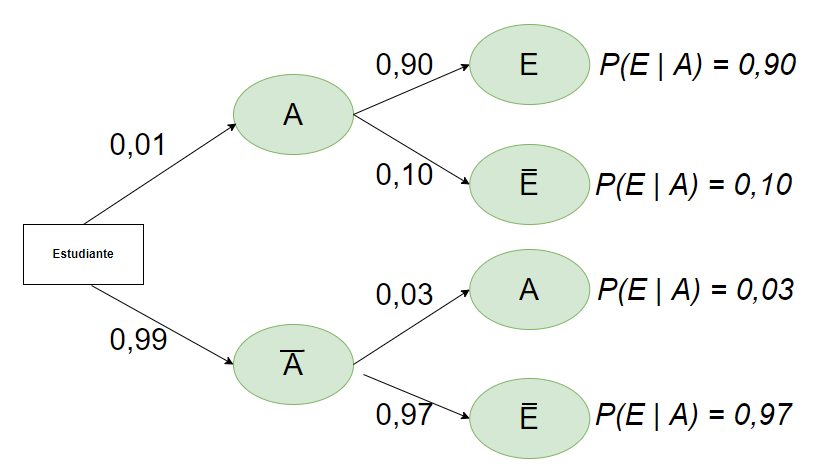 0,90
E
P(E | A) = 0,90
A
0,01
0,10
E̅
P(E | A) = 0,10
Estudiante
0,03
A
P(E | A) = 0,03
0,99
A̅
0,97
E̅
P(E | A) = 0,97